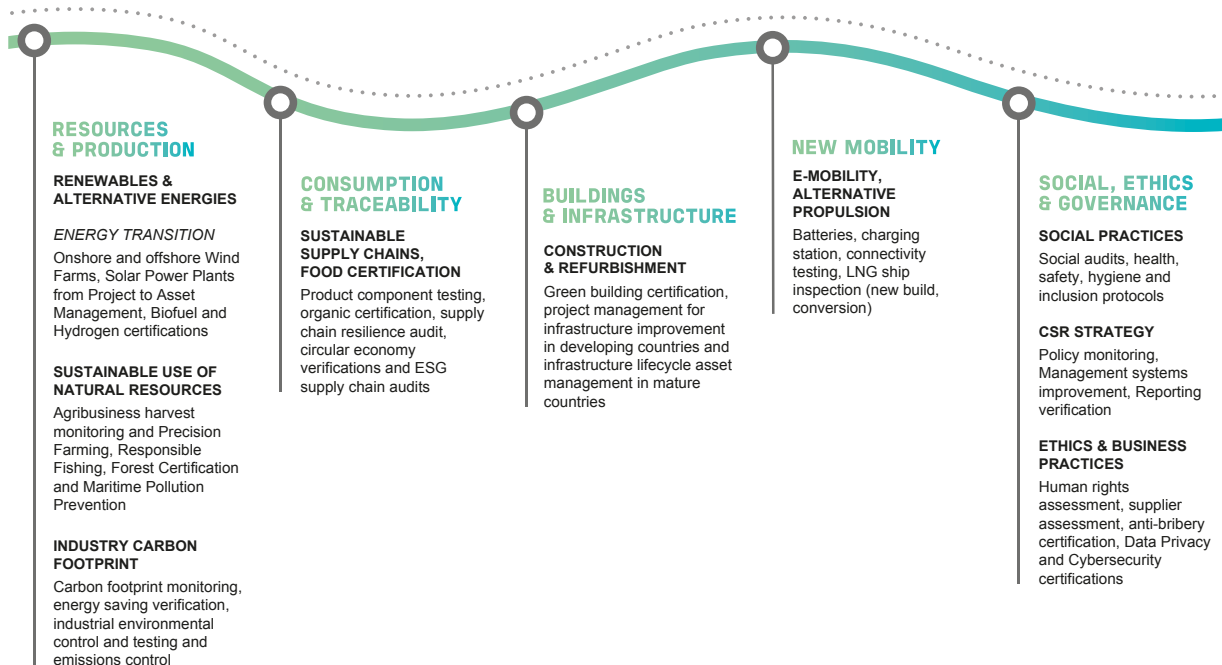 RESOURCES
& PRODUCTION
RENEWABLES &
ALTERNATIVE ENERGIES
ENERGY TRANSITION
Onshore and offshore Wind
Farms, Solar Power Plants
from Project to Asset
Management, Biofuel and
Hydrogen certifications
SUSTAINABLE USE OF
NATURAL RESOURCES
Agribusiness harvest
monitoring and Precision
Farming, Responsible
Fishing, Forest Certification
and Maritime Pollution
Prevention
INDUSTRY CARBON
FOOTPRINT
Carbon footprint monitoring,
energy saving verification,
industrial environmental
control and testing and
emissions control
CONSUMPTION
& TRACEABILITY
SUSTAINABLE
SUPPLY CHAINS,
FOOD CERTIFICATION
Product component testing,
organic certification, supply
chain resilience audit,
circular economy
verifications and ESG
supply chain audits
BUILDINGS
& INFRASTRUCTURE
CONSTRUCTION
& REFURBISHMENT
Green building certification,
project management for
infrastructure improvement
in developing countries and
infrastructure lifecycle asset
management in mature
countries
NEW MOBILITY
E-MOBILITY,
ALTERNATIVE
PROPULSION
Batteries, charging
station, connectivity
testing, LNG ship
inspection (new build,
conversion)
SOCIAL, ETHICS
& GOVERNANCE
SOCIAL PRACTICES
Social audits, health,
safety, hygiene and
inclusion protocols
CSR STRATEGY
Policy monitoring,
Management systems
improvement, Reporting
verification
ETHICS & BUSINESS
PRACTICES
Human rights
assessment, supplier
assessment, anti-bribery
certification, Data Privacy
and Cybersecurity
certifications